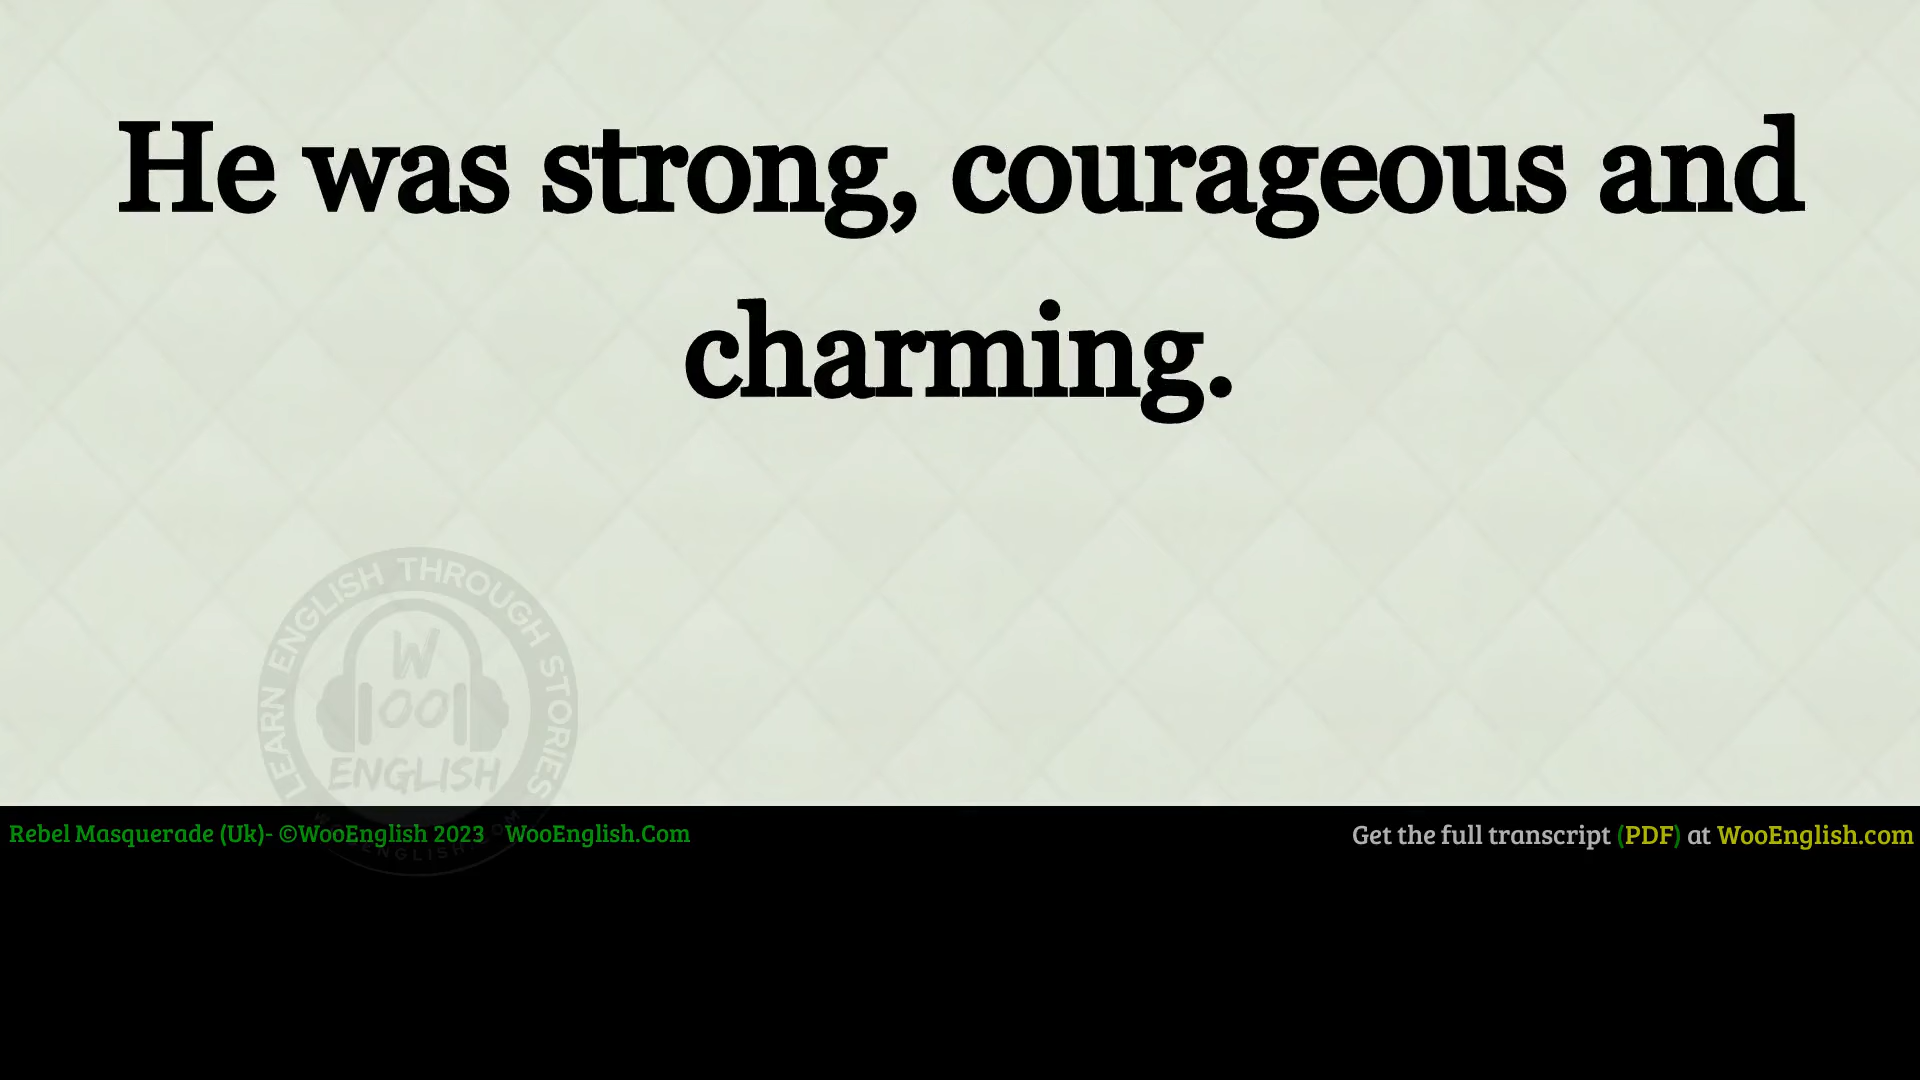 He was strong, courageous and
charming.
LEARN ENGLISH THROUGH STORIES
W
OO
ENGLISH
Rebel Masquerade (Uk)- ©WooEnglish 2023 WooEnglish.Com
Get the full transcript (PDF) at WooEnglish.com